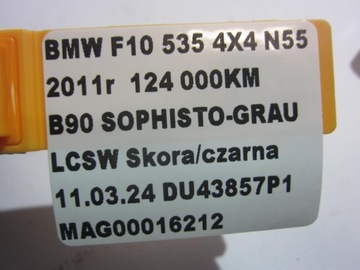 BMW F10 535 4X4 N55
2011r 124 000KM
B90 SOPHISTO-GRAU
LCSW Skora/czarna
11.03.24 DU43857P1
MAG00016212